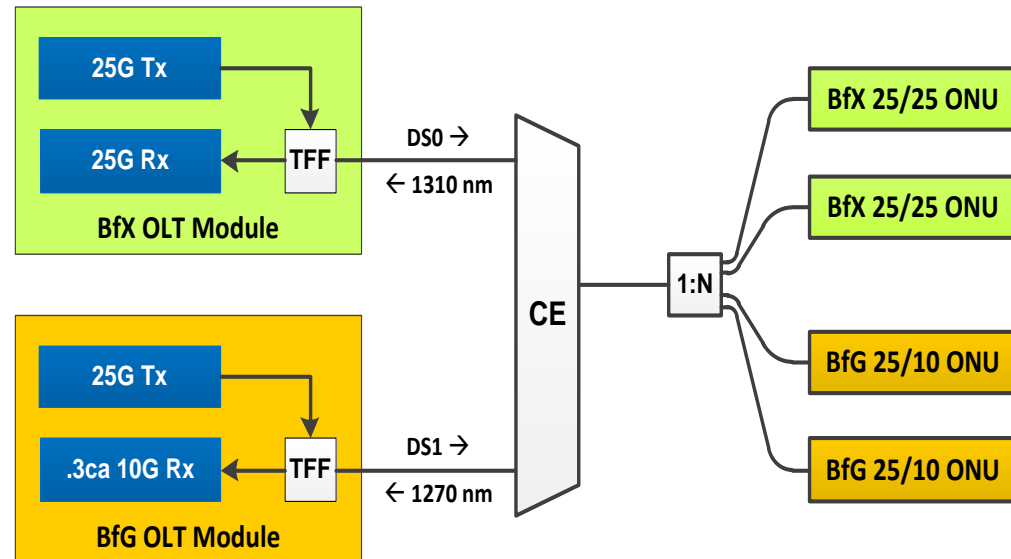 25G Tx
25G Rx
TFF
BfX OLT Module
DS0 →
← 1310 nm
25G Tx
.3ca 10G Rx
TFF
BfG OLT Module
DS1 →
← 1270 nm
CE
1:N
BfX 25/25 ONU
BfX 25/25 ONU
BfG 25/10 ONU
BfG 25/10 ONU